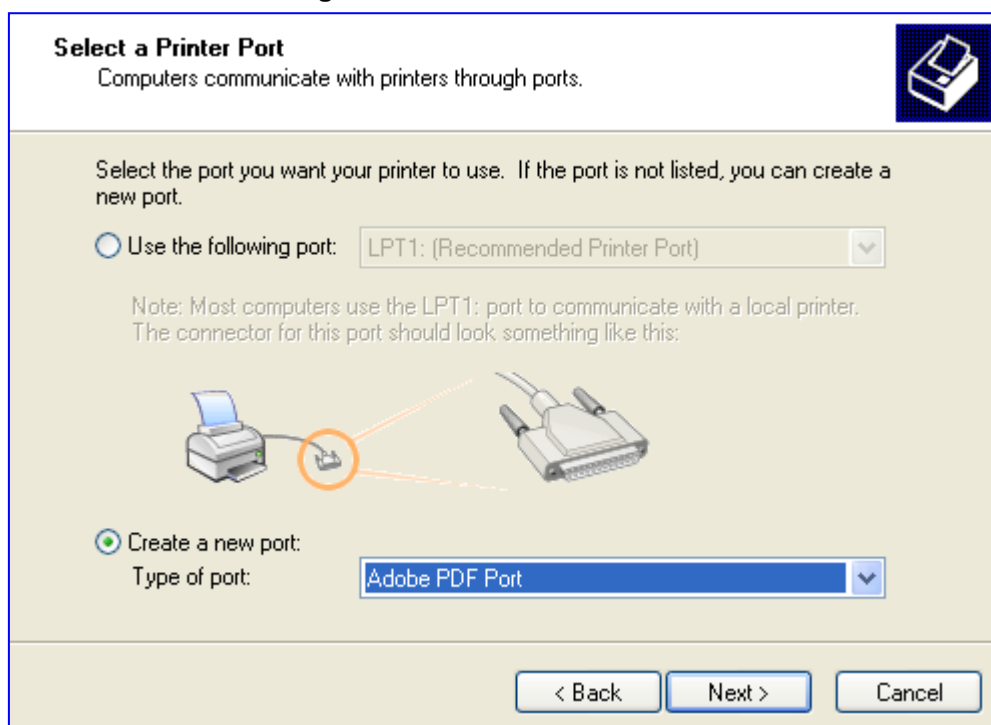 Select a Printer Port
Computers communicate with printers through ports.
Select the port you want your printer to use. If the port is not listed, you can create a
new port.
Use the following port: LPT1: (Recommended Printer Port)
Note: Most computers use the LPT1: port to communicate with a local printer.
The connector for this port should look something like this:
Create a new port:
Type of port: Adobe PDF Port
< Back Next > Cancel